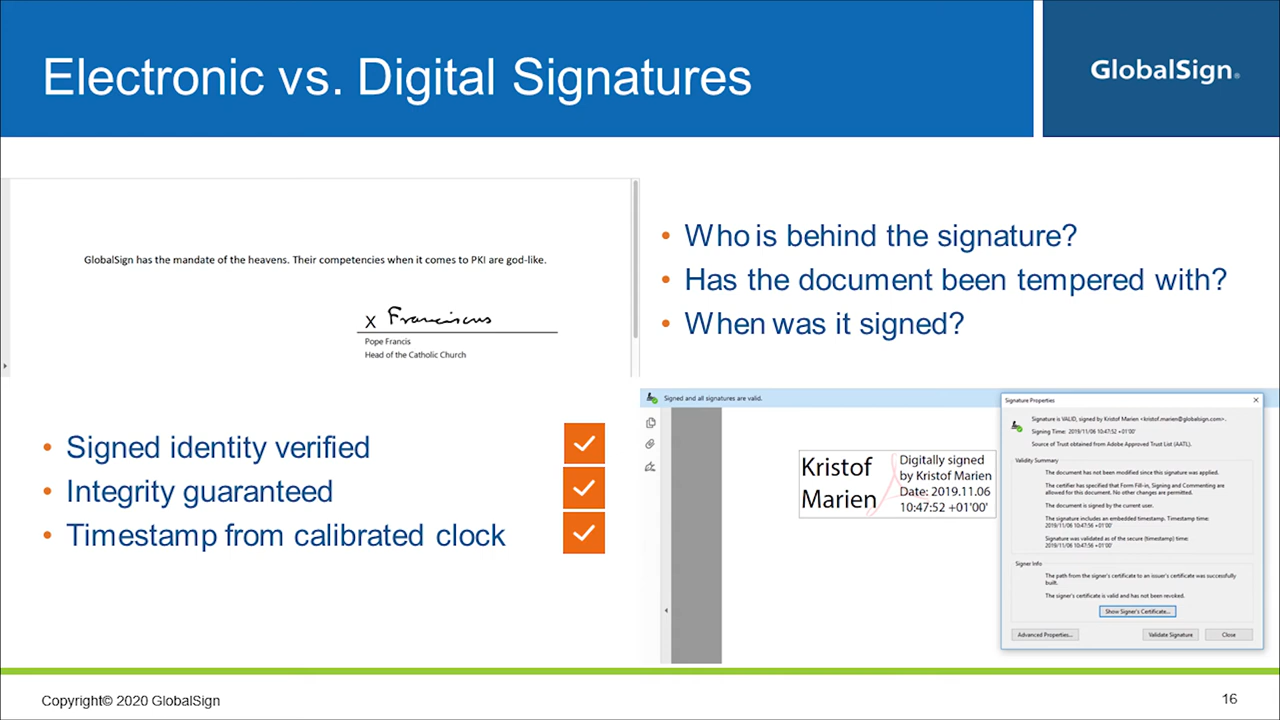 Electronic vs. Digital Signatures
GlobalSign.
GlobalSign has the mandate of the heavens. Their competencies when it comes to PKI are god-like.
X Franciscus
Pope Francis
Head of the Catholic Church
• Who is behind the signature?
• Has the document been tempered with?
• When was it signed?
• Signed identity verified
• Integrity guaranteed
• Timestamp from calibrated clock
Signed and all signatures are valid.
Kristof
Marien
Digitally signed
by Kristof Marien
Date: 2019.11.06
10:47:52 +01'00'
Signature Properties
Signature is VALID, signed by Kristof Marien <kristof.marien@globalsign.com>.
Signing Time: 2019/11/06 10:47:52 +01'00'
Source of Trust obtained from Adobe Approved Trust List (AATL).
Validity Summary
The document has not been modified since this signature was applied.
The certifier has specified that Form Fill-in, Signing and Commenting are
allowed for this document. No other changes are permitted.
The document is signed by the current user.
The signature includes an embedded timestamp. Timestamp time:
2019/11/06 10:47:56 +01'00'
Signature was validated as of the secure (timestamp) time:
2019/11/06 10:47:56 +01'00'
Signer Info
The path from the signer's certificate to an issuer's certificate was successfully
built.
The signer's certificate is valid and has not been revoked.
Show Signer's Certificate...
Advanced Properties...
Validate Signature
Close
Copyright© 2020 GlobalSign
16